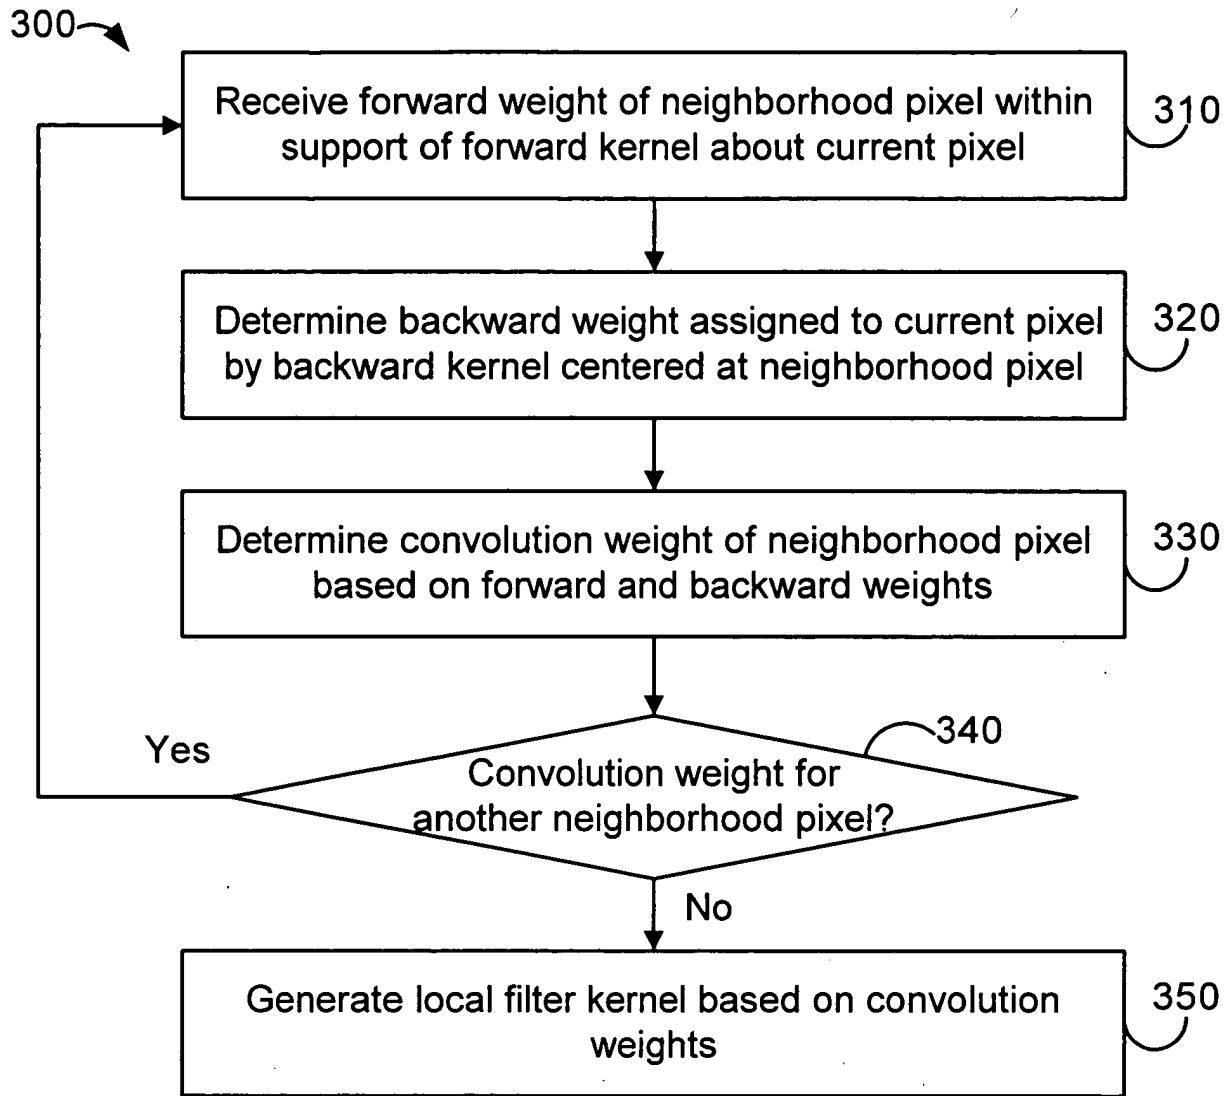 300
Receive forward weight of neighborhood pixel within
support of forward kernel about current pixel
310
Determine backward weight assigned to current pixel
by backward kernel centered at neighborhood pixel
320
Determine convolution weight of neighborhood pixel
based on forward and backward weights
330
340
Yes
Convolution weight for
another neighborhood pixel?
No
Generate local filter kernel based on convolution
weights
350